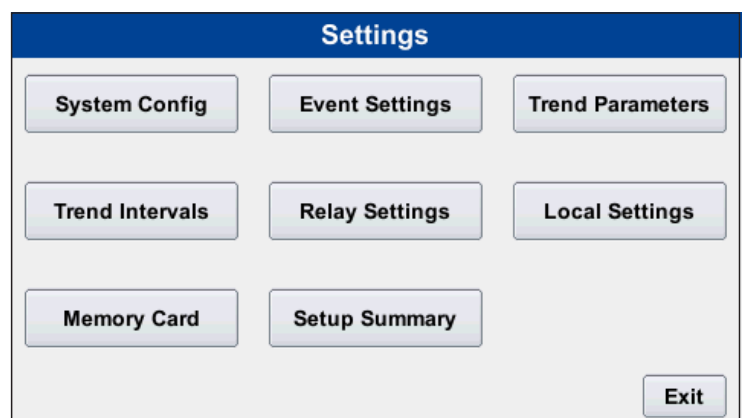 Settings
System Config
Event Settings
Trend Parameters
Trend Intervals
Relay Settings
Local Settings
Memory Card
Setup Summary
Exit